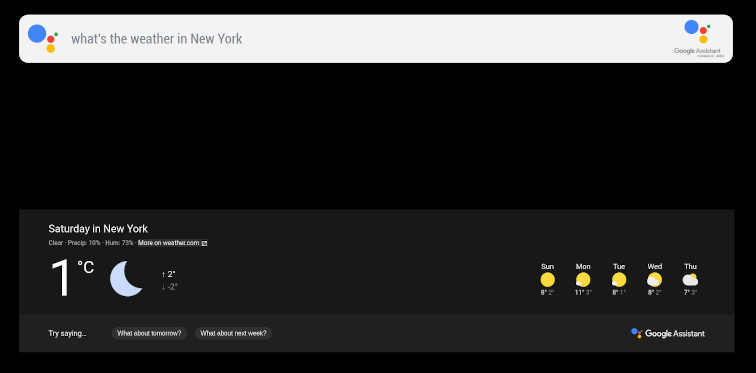 what's the weather in New York
Google Assistant
Saturday in New York
Clear · Precip: 10% · Hum: 73% · More on weather.com
1 °C
↑ 2°
↓ -2°
Sun Mon Tue Wed Thu
8° 2° 11° 3° 8° 1° 8° 2° 7° 3°
Try saying...
What about tomorrow?
What about next week?
Google Assistant